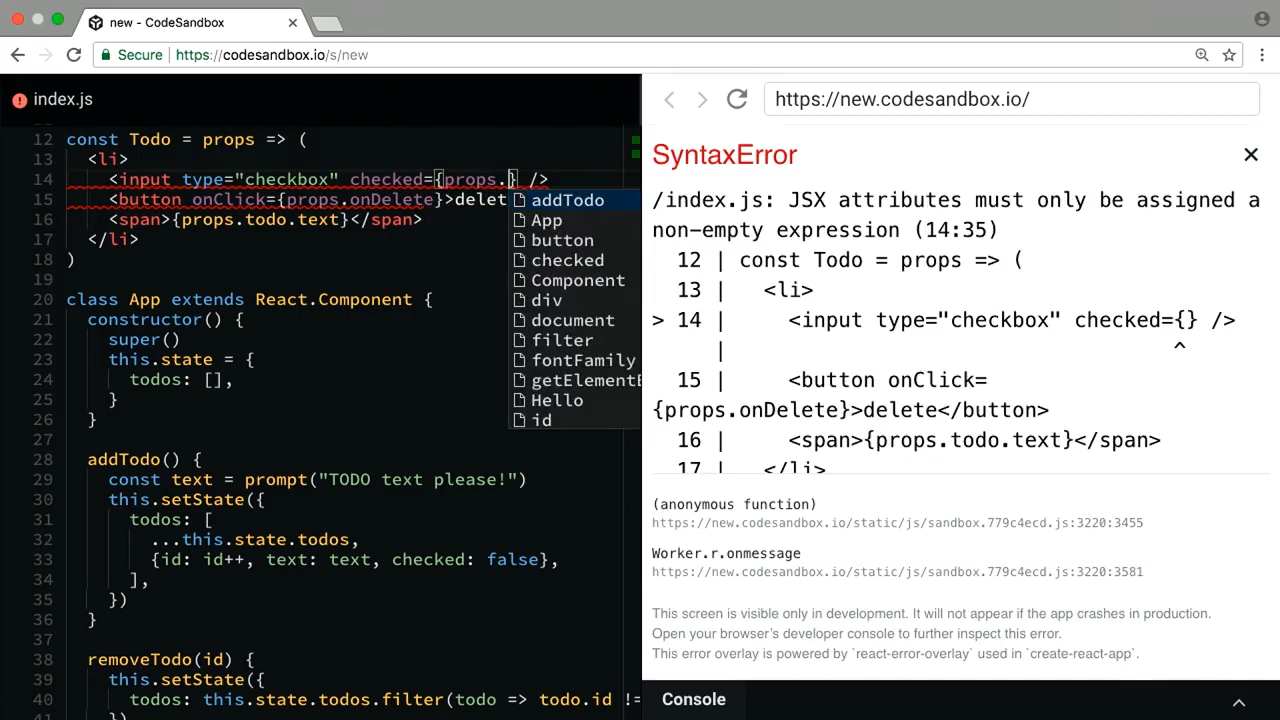 new - CodeSandbox
Secure | https://codesandbox.io/s/new
index.js
12 const Todo = props => (
13 <li>
14 <input type="checkbox" checked={props.} />
15 <button onClick={props.onDelete}>delet
16 <span>{props.todo.text}</span>
17 </li>
18 )
19
20 class App extends React.Component {
21 constructor() {
22 super()
23 this.state = {
24 todos: [],
25 }
26 }
27
28 addTodo() {
29 const text = prompt("TODO text please!")
30 this.setState({
31 todos: [
32 ...this.state.todos,
33 {id: id++, text: text, checked: false},
34 ],
35 })
36 }
37
38 removeTodo(id) {
39 this.setState({
40 todos: this.state.todos.filter(todo => todo.id !=
addTodo
App
button
checked
Component
div
document
filter
fontFamily
getElementB
Hello
id
https://new.codesandbox.io/
SyntaxError
/index.js: JSX attributes must only be assigned a
non-empty expression (14:35)
12 | const Todo = props => (
13 | <li>
> 14 | <input type="checkbox" checked={} />
| ^
15 | <button onClick=
{props.onDelete}>delete</button>
16 | <span>{props.todo.text}</span>
17 | </li>
(anonymous function)
https://new.codesandbox.io/static/js/sandbox.779c4ecd.js:3220:3455
Worker.r.onmessage
https://new.codesandbox.io/static/js/sandbox.779c4ecd.js:3220:3581
This screen is visible only in development. It will not appear if the app crashes in production.
Open your browser's developer console to further inspect this error.
This error overlay is powered by `react-error-overlay` used in `create-react-app`.
Console